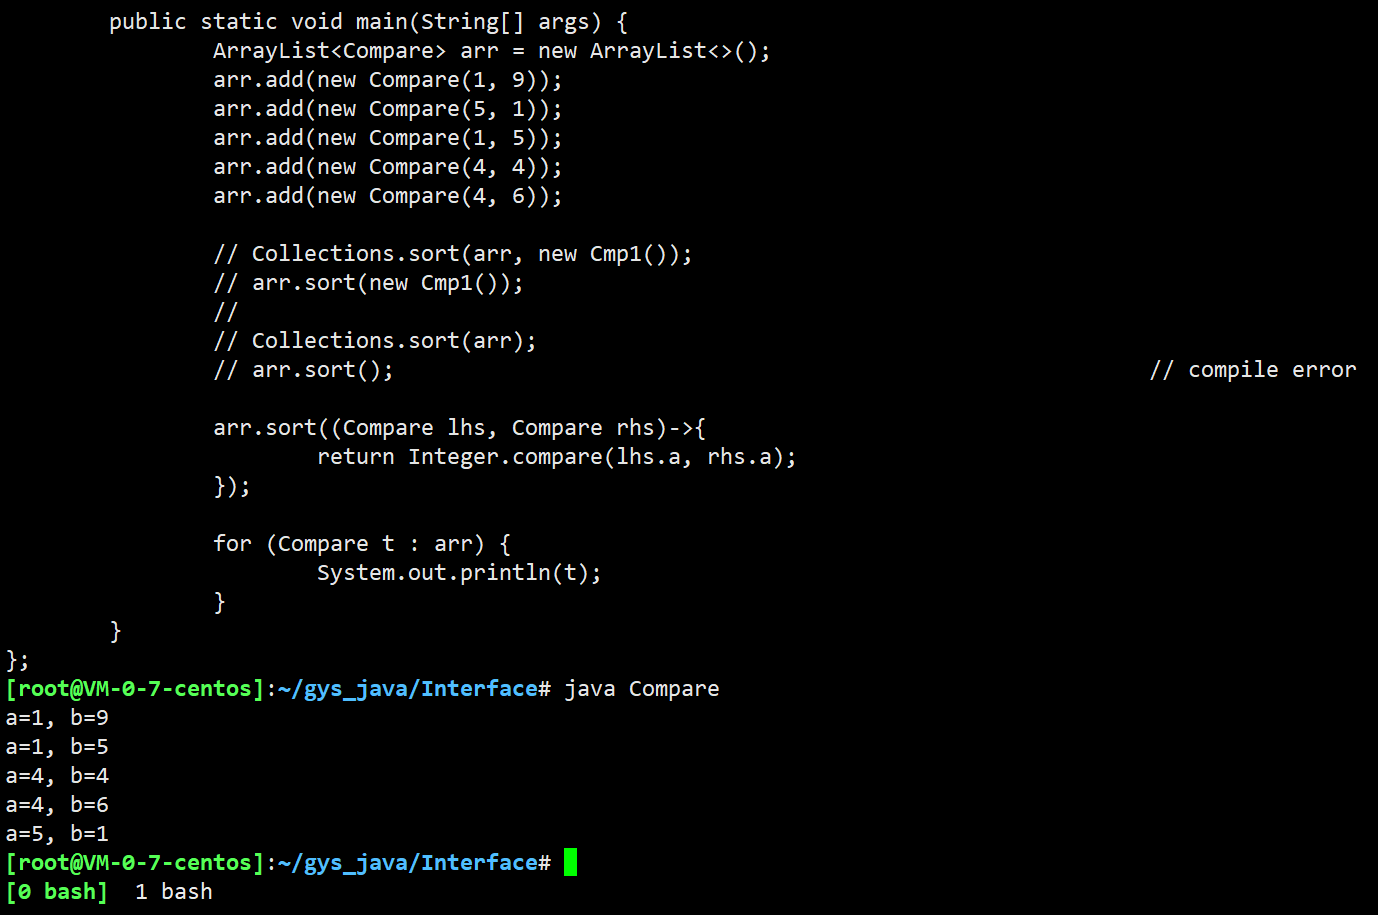 public static void main(String[] args) {
ArrayList<Compare> arr = new ArrayList<>();
arr.add(new Compare(1, 9));
arr.add(new Compare(5, 1));
arr.add(new Compare(1, 5));
arr.add(new Compare(4, 4));
arr.add(new Compare(4, 6));
// Collections.sort(arr, new Cmp1());
// arr.sort(new Cmp1());
//
// Collections.sort(arr);
// arr.sort(); // compile error
arr.sort((Compare lhs, Compare rhs)->{
return Integer.compare(lhs.a, rhs.a);
});
for (Compare t : arr) {
System.out.println(t);
}
}
};
[root@VM-0-7-centos]:~/gys_java/Interface# java Compare
a=1, b=9
a=1, b=5
a=4, b=4
a=4, b=6
a=5, b=1
[root@VM-0-7-centos]:~/gys_java/Interface#
[0 bash] 1 bash